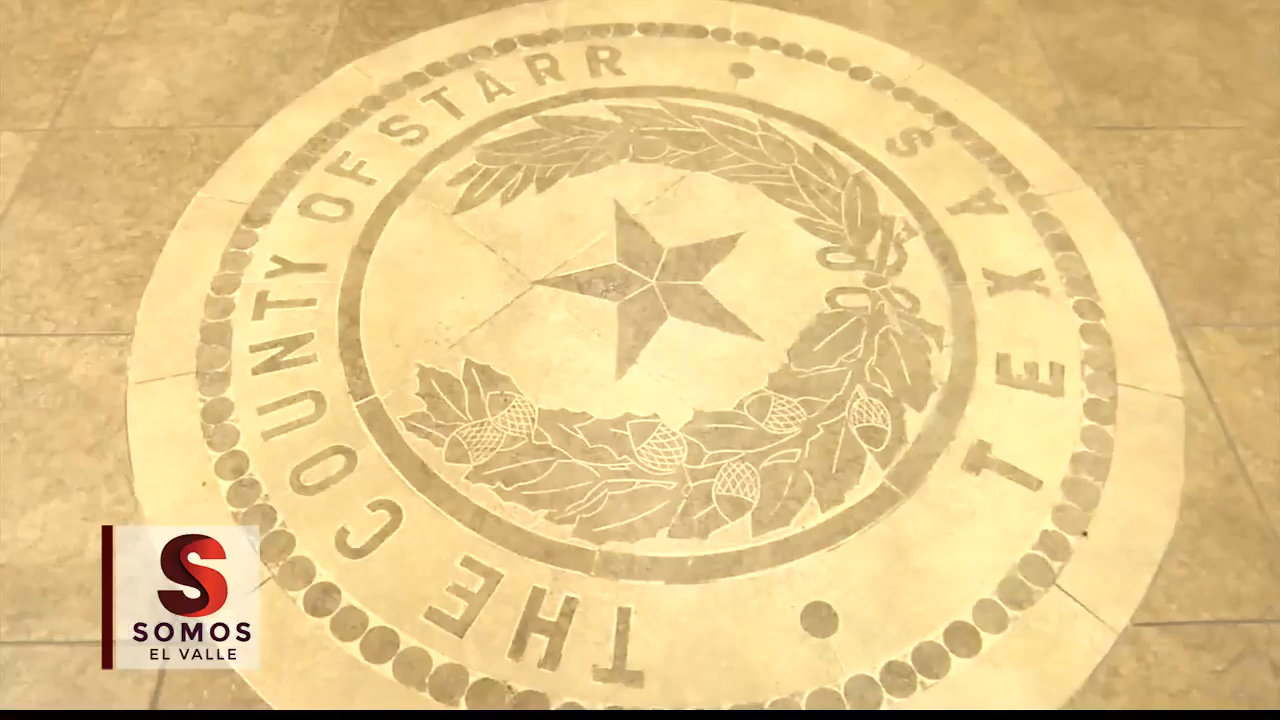 THE COUNTY OF STARR
TEXAS
S
SOMOS
EL VALLE